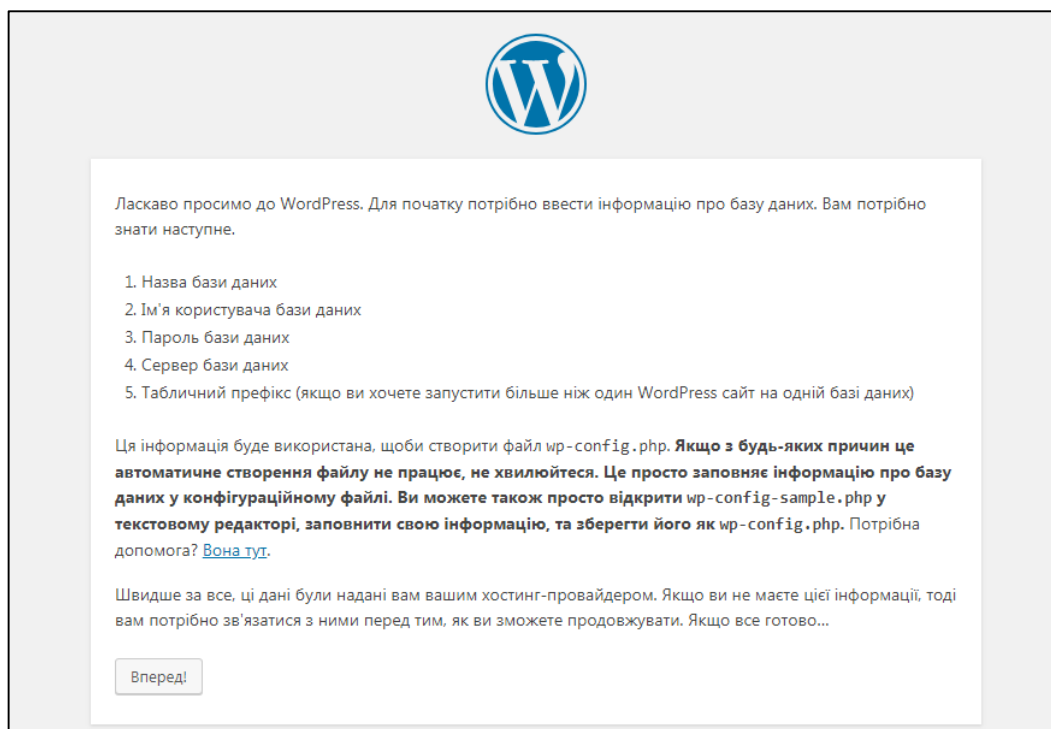 Ласкаво просимо до WordPress. Для початку потрібно ввести інформацію про базу даних. Вам потрібно
знати наступне.
1. Назва бази даних
2. Ім'я користувача бази даних
3. Пароль бази даних
4. Сервер бази даних
5. Табличний префікс (якщо ви хочете запустити більше ніж один WordPress сайт на одній базі даних)
Ця інформація буде використана, щоби створити файл wp-config.php. Якщо з будь-яких причин це
автоматичне створення файлу не працює, не хвилюйтеся. Це просто заповняє інформацію про базу
даних у конфігураційному файлі. Ви можете також просто відкрити wp-config-sample.php у
текстовому редакторі, заповнити свою інформацію, та зберегти його як wp-config.php. Потрібна
допомога? Вона тут.
Швидше за все, ці дані були надані вам вашим хостинг-провайдером. Якщо ви не маєте цієї інформації, тоді
вам потрібно зв'язатися з ними перед тим, як ви зможете продовжувати. Якщо все готово...
Вперед!